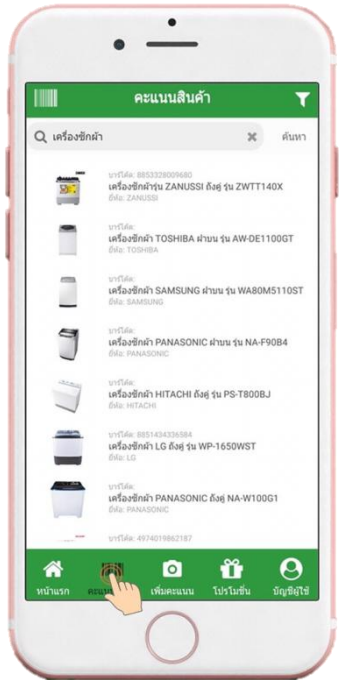 คะแนนสินค้า
เครื่องซักผ้า
ค้นหา
บาร์โค้ด: 8853328009680
เครื่องซักผ้ารุ่น ZANUSSI ถังคู่ รุ่น ZWTT140X
ยี่ห้อ: ZANUSSI
บาร์โค้ด:
เครื่องซักผ้า TOSHIBA ฝาบน รุ่น AW-DE1100GT
ยี่ห้อ: TOSHIBA
บาร์โค้ด:
เครื่องซักผ้า SAMSUNG ฝาบน รุ่น WA80M5110ST
ยี่ห้อ: SAMSUNG
บาร์โค้ด:
เครื่องซักผ้า PANASONIC ฝาบน รุ่น NA-F90B4
ยี่ห้อ: PANASONIC
บาร์โค้ด:
เครื่องซักผ้า HITACHI ถังคู่ รุ่น PS-T800BJ
ยี่ห้อ: HITACHI
บาร์โค้ด: 8851434336584
เครื่องซักผ้า LG ถังคู่ รุ่น WP-1650WST
ยี่ห้อ: LG
บาร์โค้ด:
เครื่องซักผ้า PANASONIC ถังคู่ NA-W100G1
ยี่ห้อ: PANASONIC
บาร์โค้ด: 4974019862187
หน้าแรก เพิ่มคะแนน โปรโมชั่น บัญชีผู้ใช้